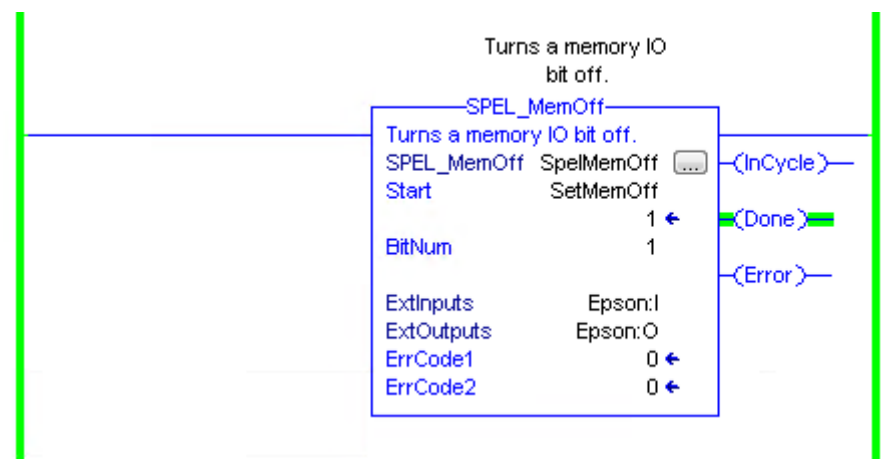 Turns a memory IO
bit off.
SPEL_MemOff
Turns a memory IO bit off.
SPEL_MemOff SpelMemOff ... (InCycle)
Start SetMemOff
1 (Done)
BitNum 1
(Error)
ExtInputs Epson:I
ExtOutputs Epson:O
ErrCode1 0
ErrCode2 0